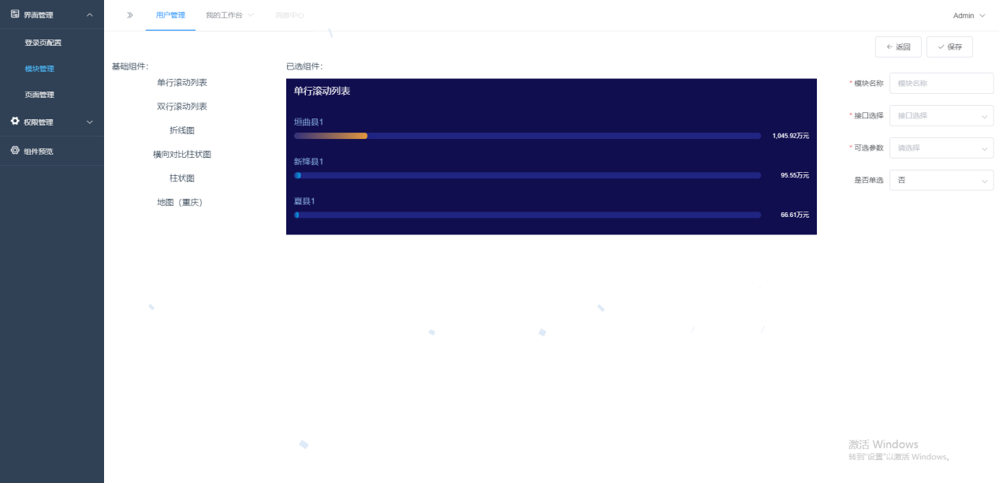 界面管理
登录页配置
模块管理
页面管理
权限管理
组件预览
用户管理 我的工作台 消息中心
Admin
返回 保存
基础组件:
单行滚动列表
双行滚动列表
折线图
横向对比柱状图
柱状图
地图（重庆）
已选组件:
单行滚动列表
垣曲县1
1,045.92万元
新绛县1
95.55万元
夏县1
66.61万元
* 模块名称 模块名称
* 接口选择 接口选择
* 可选参数 请选择
是否单选 否
激活 Windows
转到"设置"以激活 Windows。